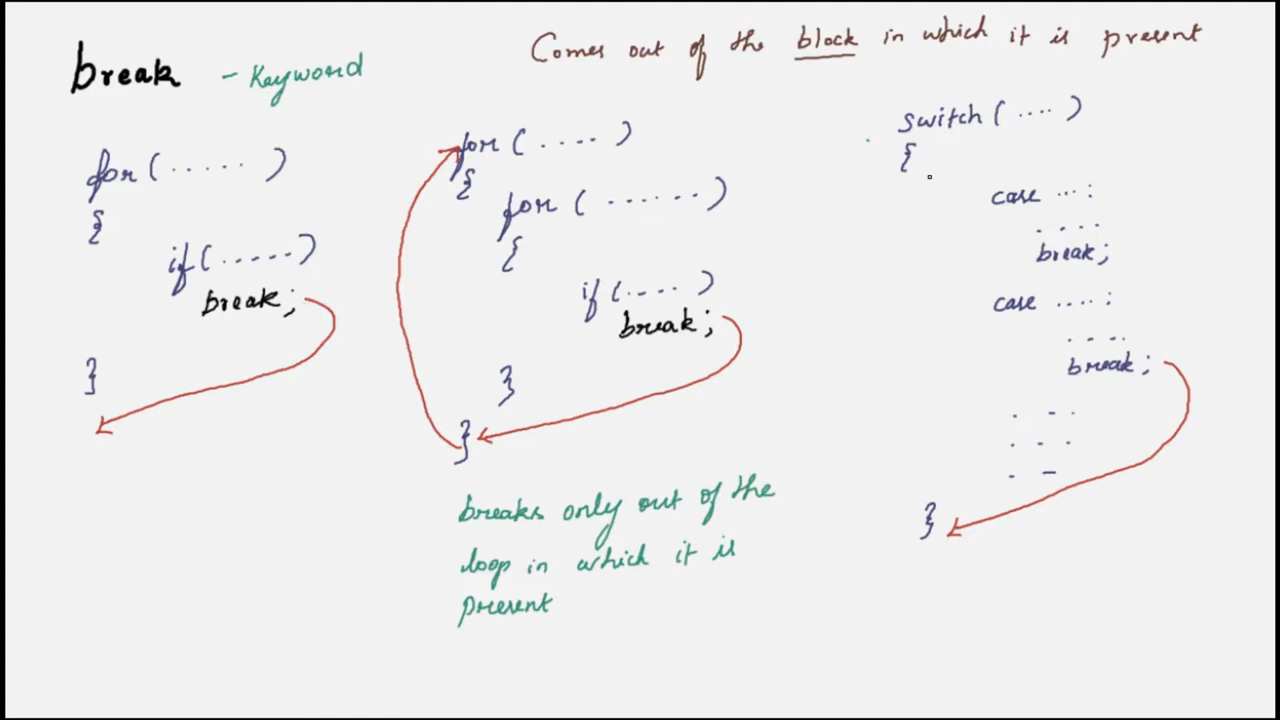 break - Keyword
Comes out of the block in which it is present
for ( ...... )
{
if ( ...... )
break;
}
for ( ..... )
{
for ( ....... )
{
if ( ..... )
break;
}
}
breaks only out of the
loop in which it is
present
switch ( .... )
{
case ... :
. . . .
break;
case .... :
. . . .
break;
. - .
. - .
. -
}